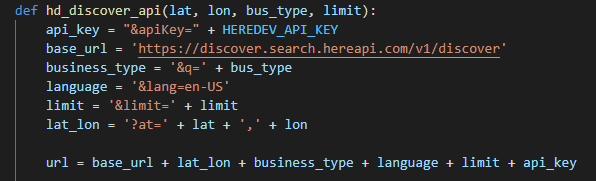 def hd_discover_api(lat, lon, bus_type, limit):
    api_key = "&apiKey=" + HEREDEV_API_KEY
    base_url = 'https://discover.search.hereapi.com/v1/discover'
    business_type = '&q=' + bus_type
    language = '&lang=en-US'
    limit = '&limit=' + limit
    lat_lon = '?at=' + lat + ',' + lon
    url = base_url + lat_lon + business_type + language + limit + api_key